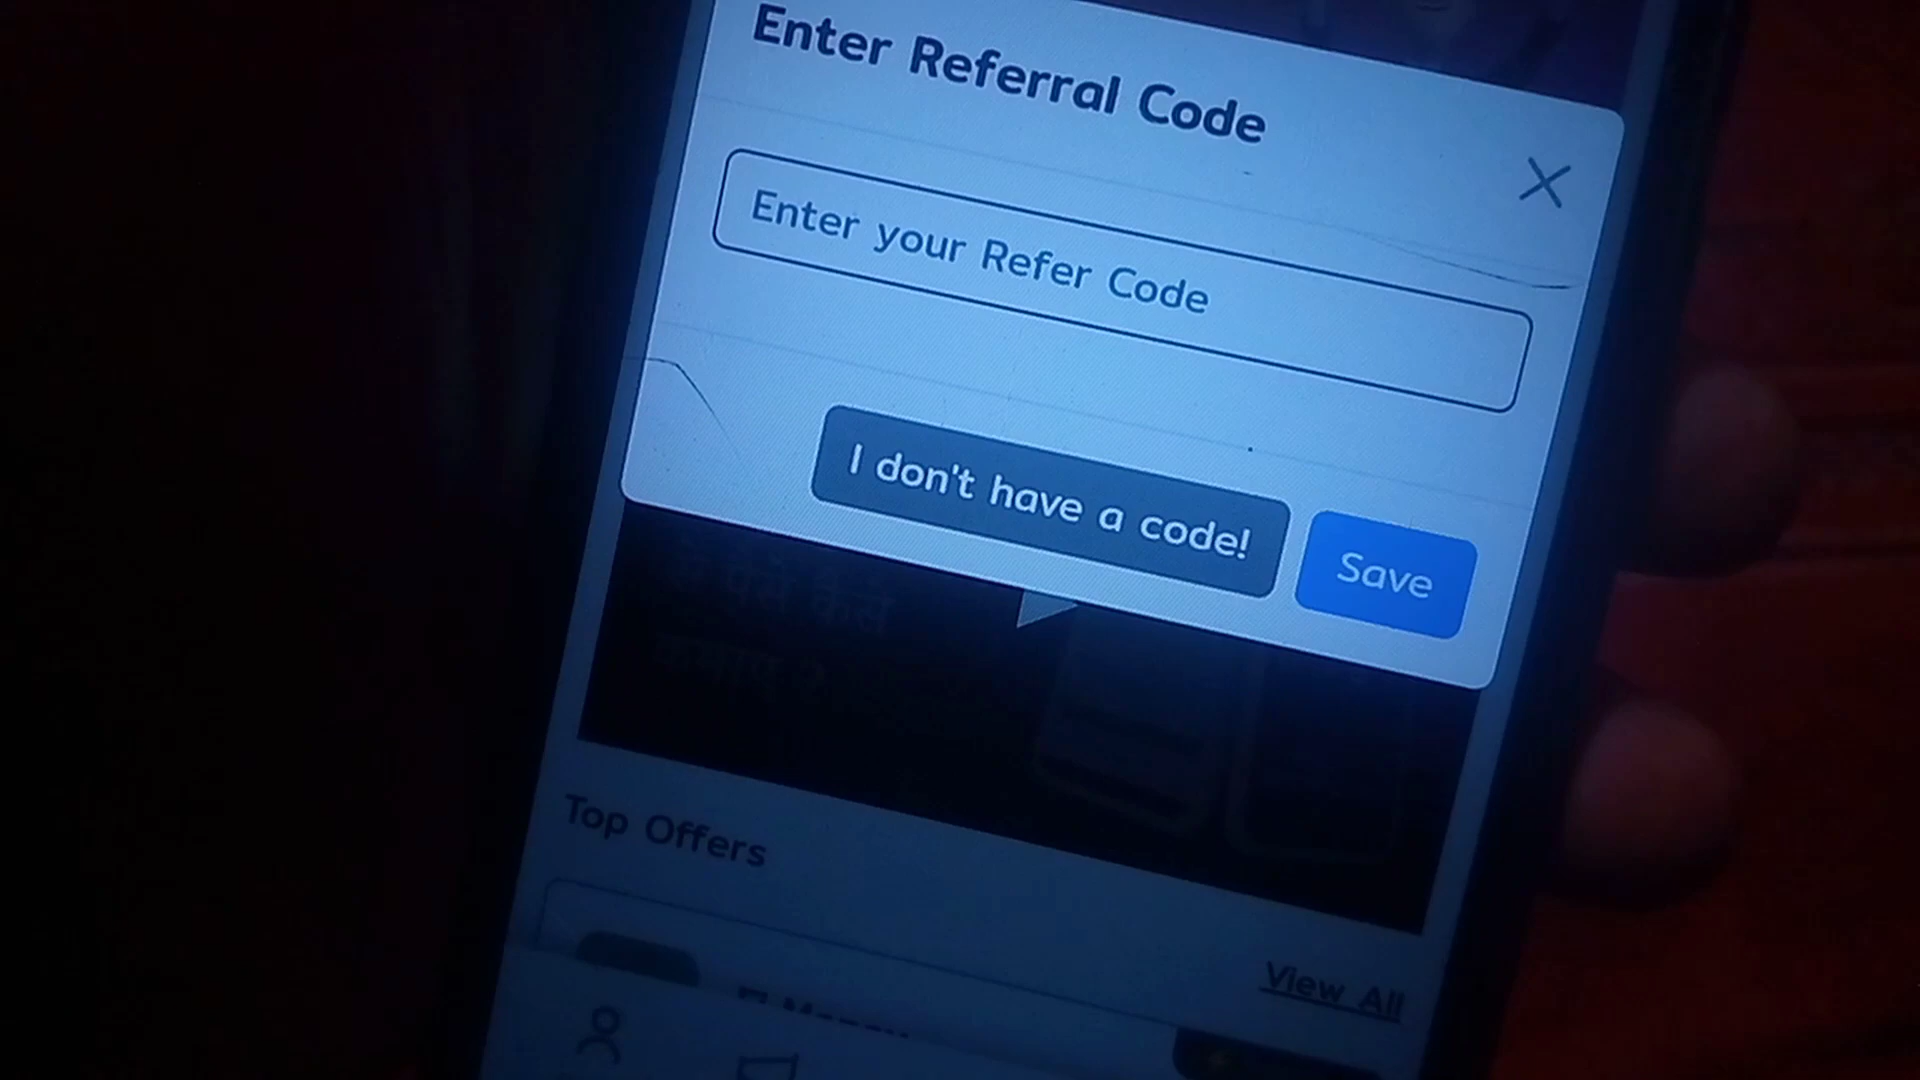 Enter Referral Code
Enter your Refer Code
I don't have a code!
Save
Top Offers
View All